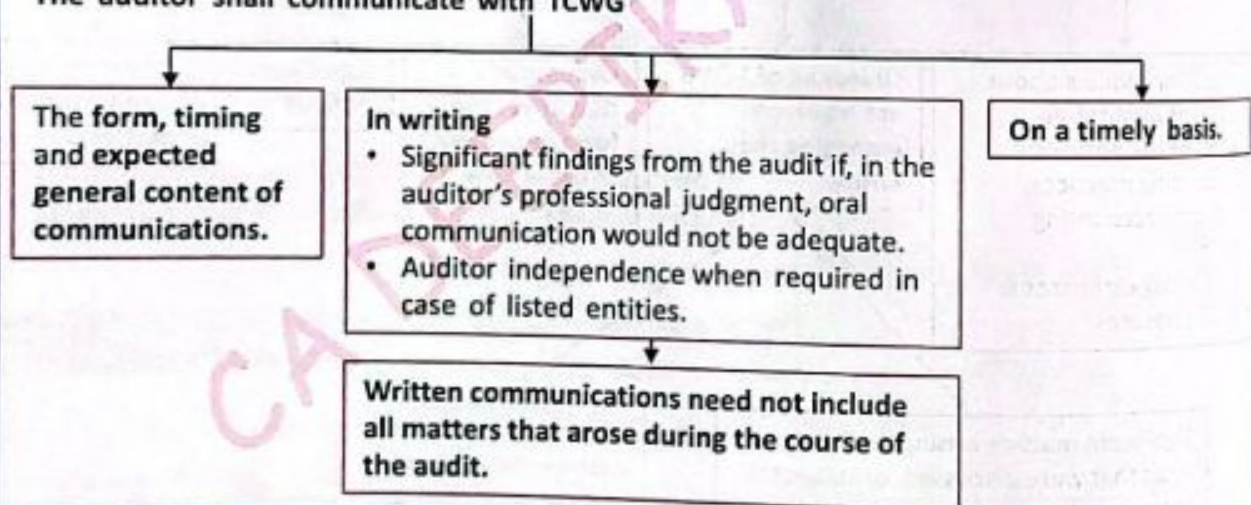 The auditor shall communicate with TCWG
The form, timing
and expected
general content of
communications.
In writing
• Significant findings from the audit if, in the
auditor's professional judgment, oral
communication would not be adequate.
• Auditor independence when required in
case of listed entities.
On a timely basis.
Written communications need not include
all matters that arose during the course of
the audit.
CA DEEPIKA